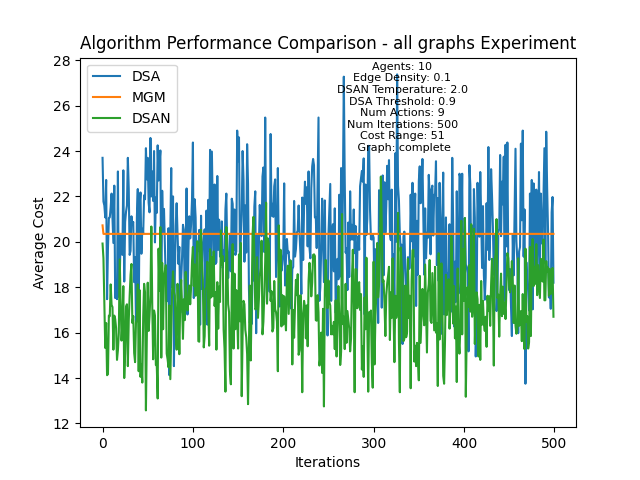 Algorithm Performance Comparison - all graphs Experiment
DSA
MGM
DSAN
Agents: 10
Edge Density: 0.1
DSAN Temperature: 2.0
DSA Threshold: 0.9
Num Actions: 9
Num Iterations: 500
Cost Range: 51
Graph: complete
Average Cost
28
26
24
22
20
18
16
14
12
0
100
200
300
400
500
Iterations